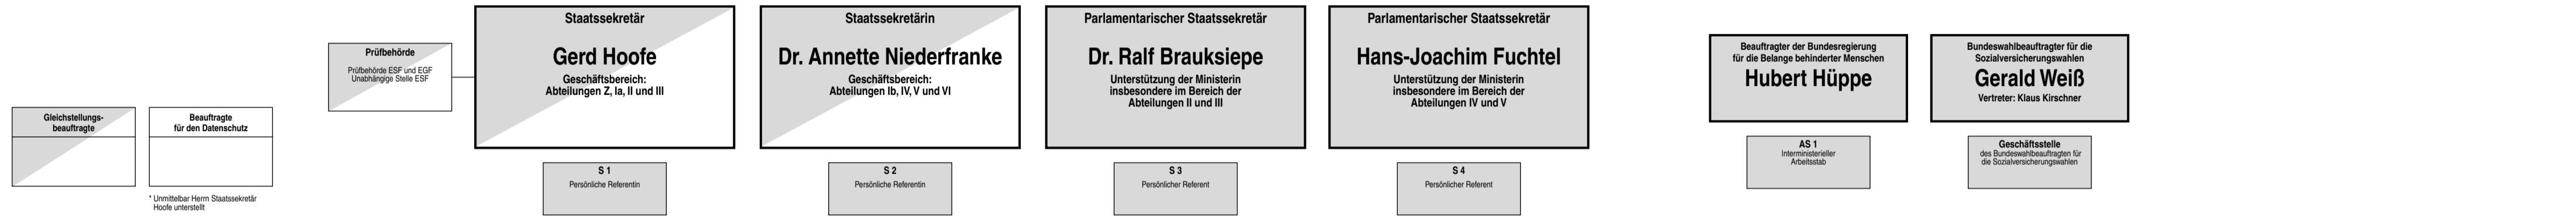 Gleichstellungs-
beauftragte
Beauftragte
für den Datenschutz
* Unmittelbar Herrn Staatssekretär
Hoofe unterstellt
Prüfbehörde
Prüfbehörde ESF und EGF
Unabhängige Stelle ESF
Staatssekretär
Gerd Hoofe
Geschäftsbereich:
Abteilungen Z, Ia, II und III
S 1
Persönliche Referentin
Staatssekretärin
Dr. Annette Niederfranke
Geschäftsbereich:
Abteilungen Ib, IV, V und VI
S 2
Persönliche Referentin
Parlamentarischer Staatssekretär
Dr. Ralf Brauksiepe
Unterstützung der Ministerin
insbesondere im Bereich der
Abteilungen II und III
S 3
Persönlicher Referent
Parlamentarischer Staatssekretär
Hans-Joachim Fuchtel
Unterstützung der Ministerin
insbesondere im Bereich der
Abteilungen IV und V
S 4
Persönlicher Referent
Beauftragter der Bundesregierung
für die Belange behinderter Menschen
Hubert Hüppe
AS 1
Interministerieller
Arbeitsstab
Bundeswahlbeauftragter für die
Sozialversicherungswahlen
Gerald Weiß
Vertreter: Klaus Kirschner
Geschäftsstelle
des Bundeswahlbeauftragten für
die Sozialversicherungswahlen